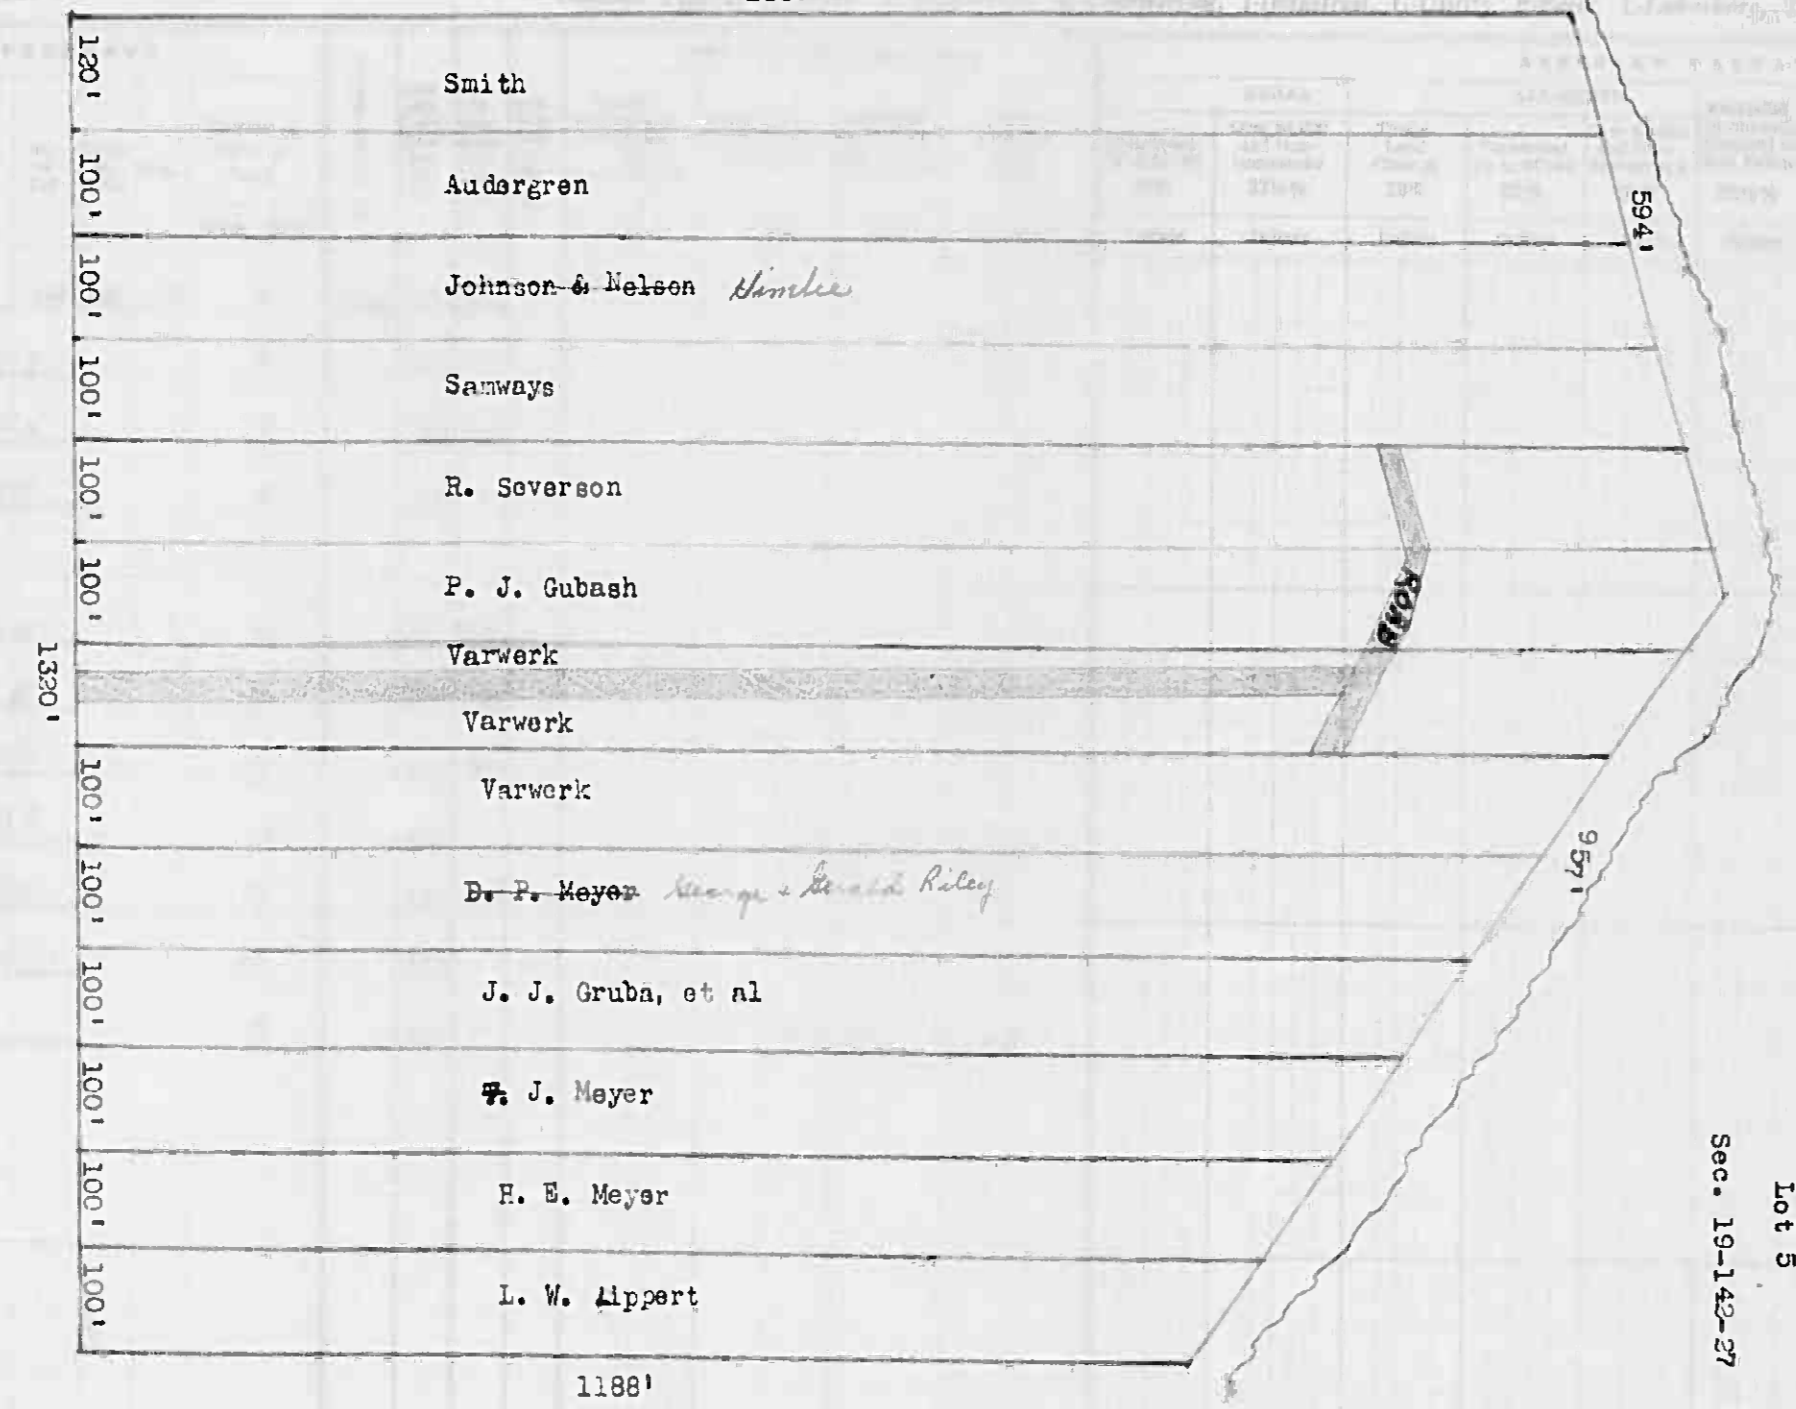 120'
Smith
100'
Audergren
594'
100'
Johnson & Nelson
100'
Samways
100'
R. Severson
100'
P. J. Gubash
ROAD
Varwerk
1320'
Varwerk
100'
Varwerk
957'
100'
D. P. Meyer George & Gerald Riley
100'
J. J. Gruba, et al
100'
J. Meyer
100'
H. E. Meyer
100'
L. W. Lippert
1188'
Lot 5
Sec. 19-142-27